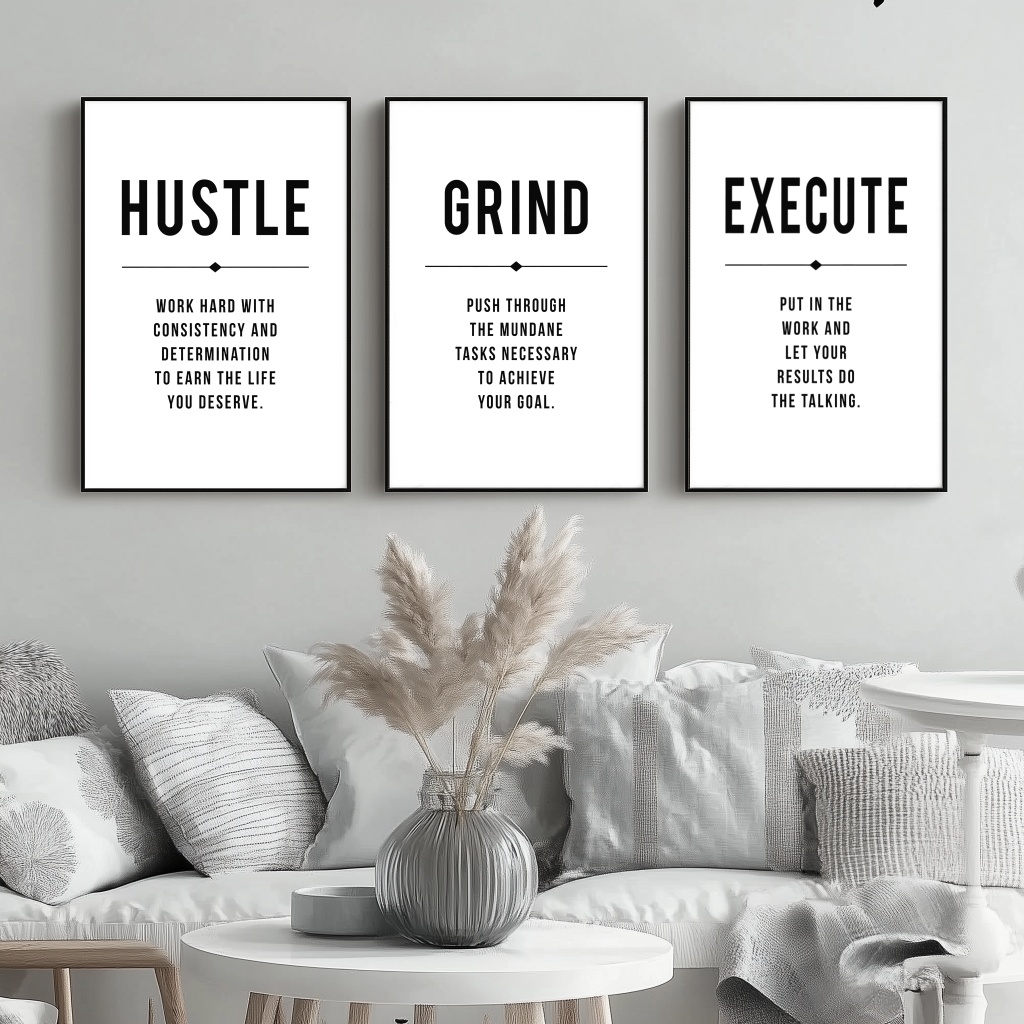 HUSTLE
WORK HARD WITH
CONSISTENCY AND
DETERMINATION
TO EARN THE LIFE
YOU DESERVE.
GRIND
PUSH THROUGH
THE MUNDANE
TASKS NECESSARY
TO ACHIEVE
YOUR GOAL.
EXECUTE
PUT IN THE
WORK AND
LET YOUR
RESULTS DO
THE TALKING.